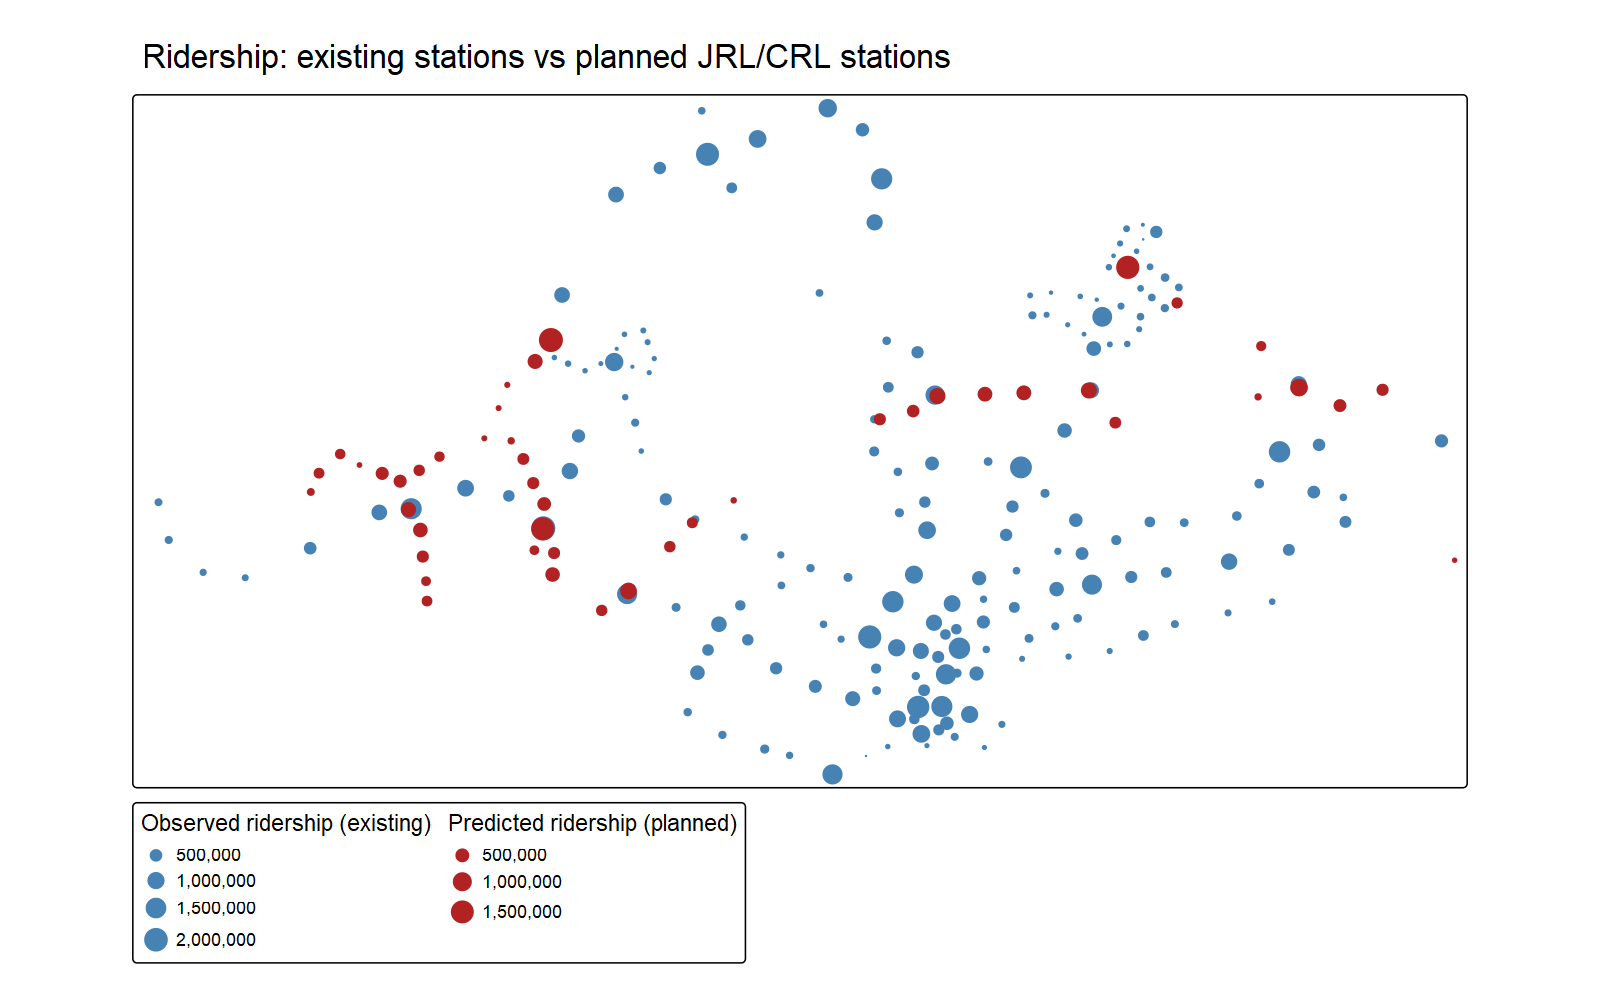 Ridership: existing stations vs planned JRL/CRL stations
Observed ridership (existing)
500,000
1,000,000
1,500,000
2,000,000
Predicted ridership (planned)
500,000
1,000,000
1,500,000